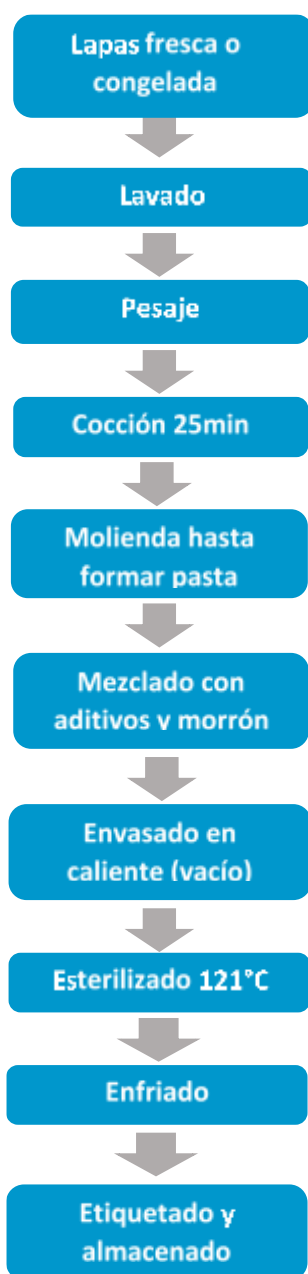 Lapas fresca o
congelada
Lavado
Pesaje
Cocción 25min
Molienda hasta
formar pasta
Mezclado con
aditivos y morrón
Envasado en
caliente (vacío)
Esterilizado 121°C
Enfriado
Etiquetado y
almacenado